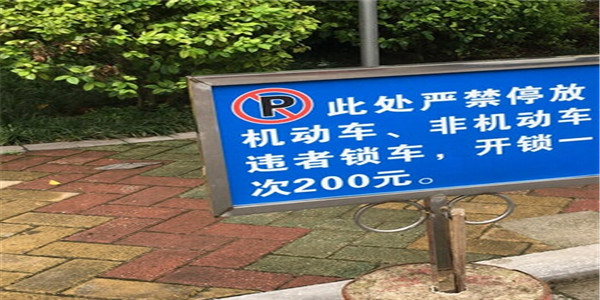 P 此处严禁停放
机动车、非机动车
违者锁车，开锁一
次200元。